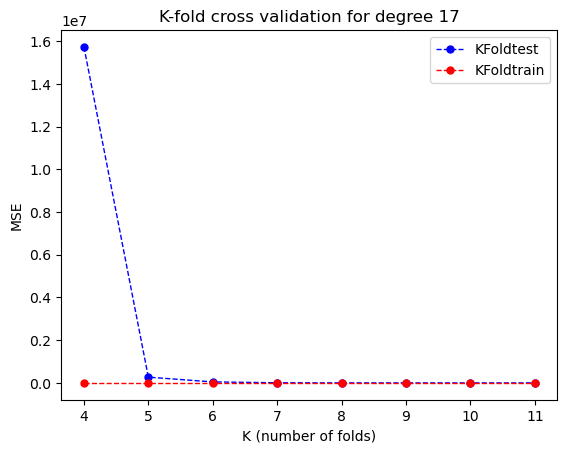 K-fold cross validation for degree 17
1e7
1.6
1.4
1.2
1.0
0.8
0.6
0.4
0.2
0.0
MSE
KFoldtest
KFoldtrain
4 5 6 7 8 9 10 11
K (number of folds)